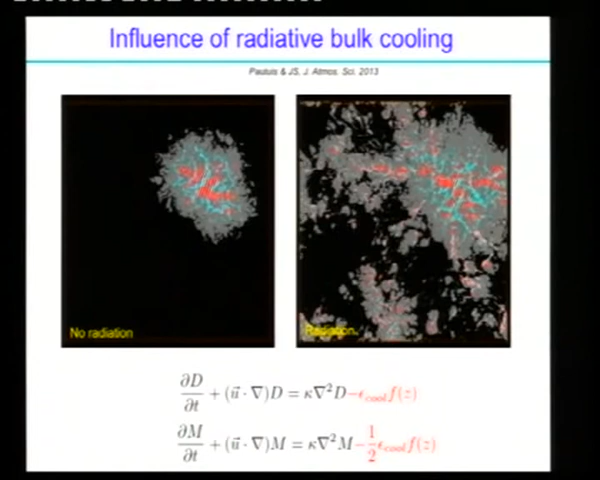 Influence of radiative bulk cooling
Pauluis & JS, J. Atmos. Sci. 2013
No radiation
Radiation
∂D/∂t + (u⃗ · ∇)D = κ∇²D−ϵ_cool f(z)
∂M/∂t + (u⃗ · ∇)M = κ∇²M−1/2 ϵ_cool f(z)